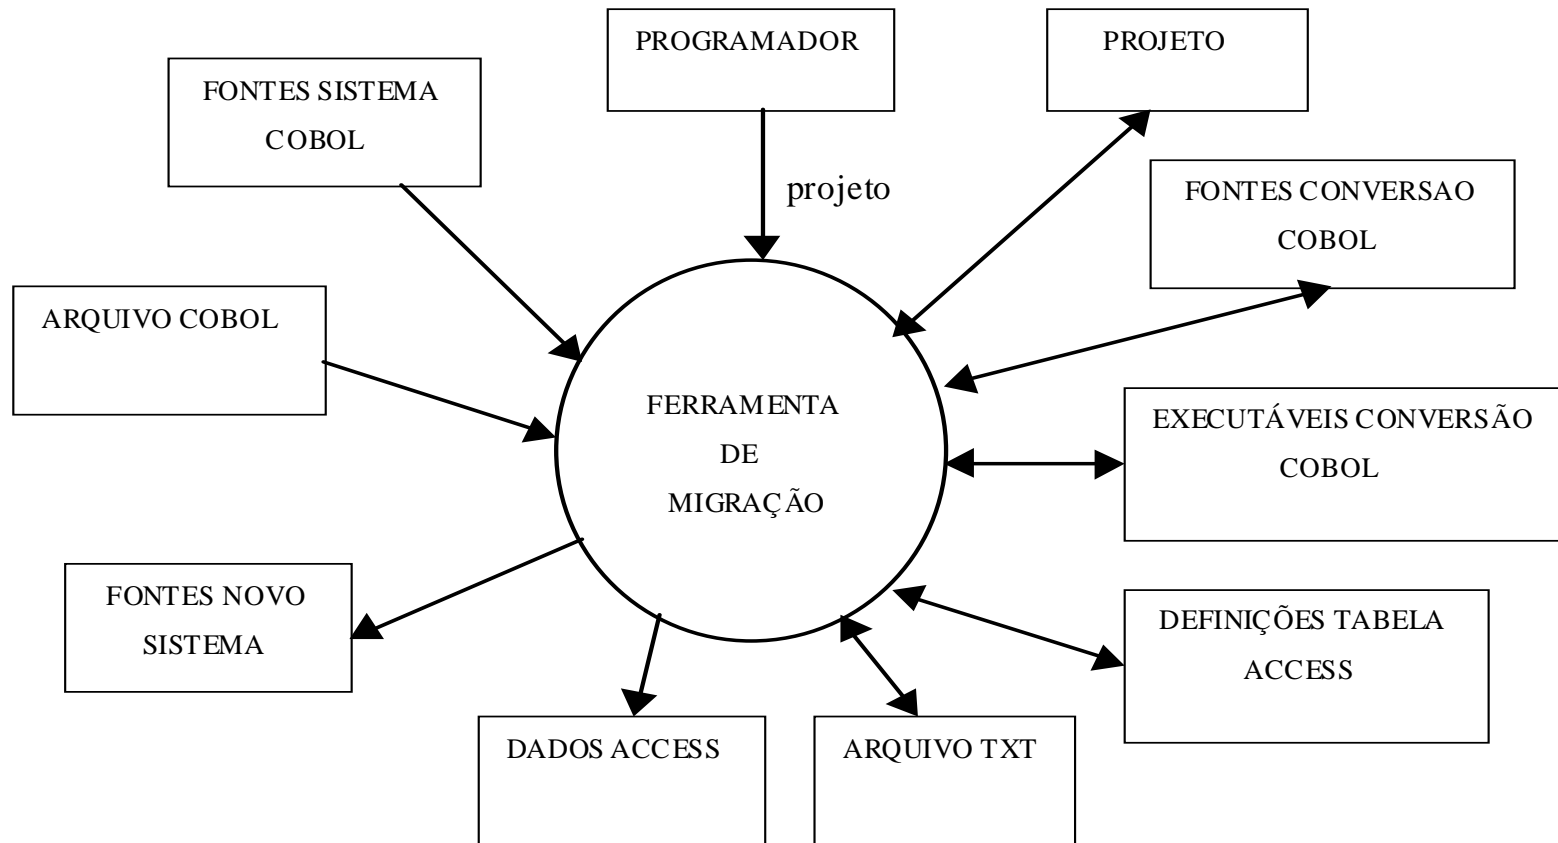 PROGRAMADOR
PROJETO
FONTES SISTEMA
COBOL
projeto
FONTES CONVERSAO
COBOL
ARQUIVO COBOL
FERRAMENTA
DE
MIGRAÇÃO
EXECUTÁVEIS CONVERSÃO
COBOL
FONTES NOVO
SISTEMA
DEFINIÇÕES TABELA
ACCESS
DADOS ACCESS
ARQUIVO TXT